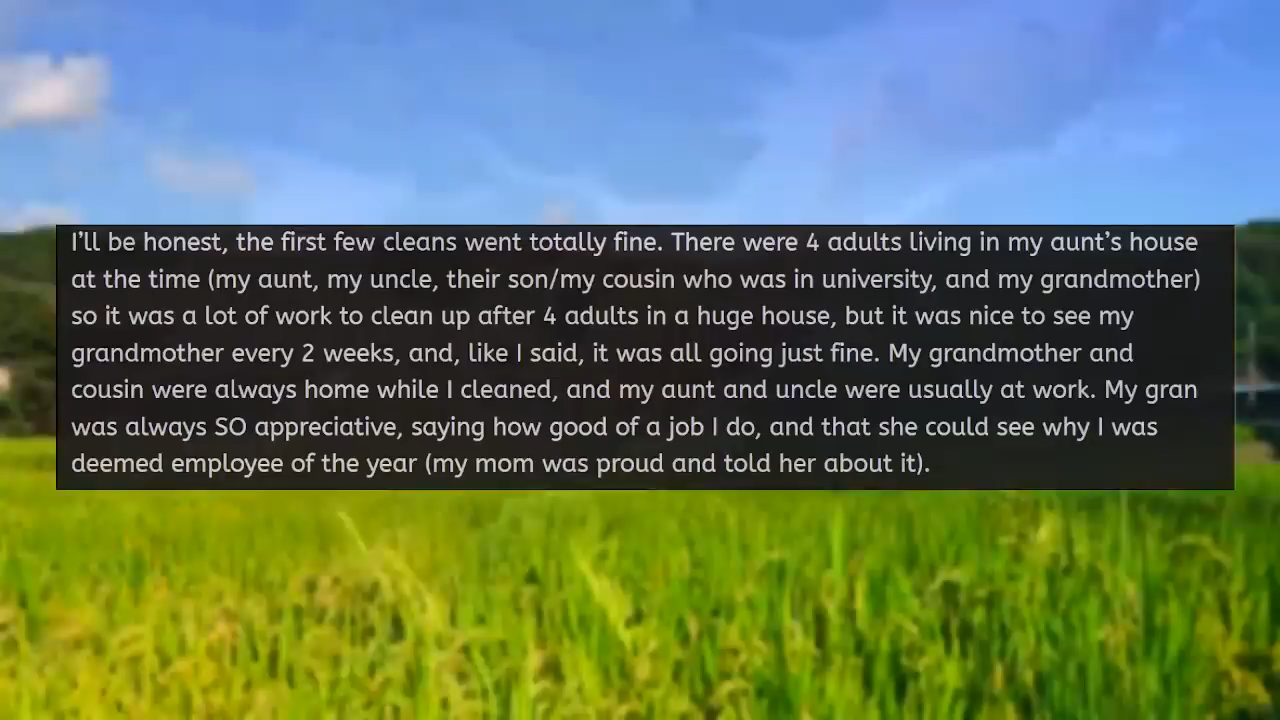 I’ll be honest, the first few cleans went totally fine. There were 4 adults living in my aunt’s house
at the time (my aunt, my uncle, their son/my cousin who was in university, and my grandmother)
so it was a lot of work to clean up after 4 adults in a huge house, but it was nice to see my
grandmother every 2 weeks, and, like I said, it was all going just fine. My grandmother and
cousin were always home while I cleaned, and my aunt and uncle were usually at work. My gran
was always SO appreciative, saying how good of a job I do, and that she could see why I was
deemed employee of the year (my mom was proud and told her about it).